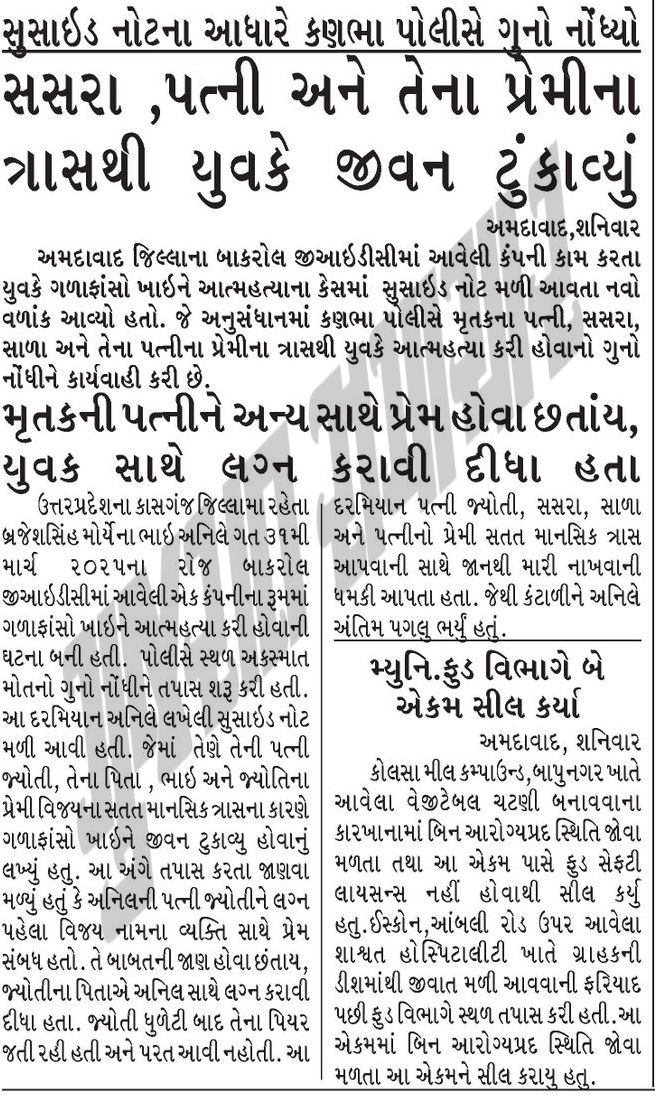 સુસાઇડ નોટના આધારે કણભા પોલીસે ગુનો નોંધ્યો
સસરા ,પત્ની અને તેના પ્રેમીના
ત્રાસથી યુવકે જીવન ટુંકાવ્યું
અમદાવાદ,શનિવાર
અમદાવાદ જિલ્લાના બાકરોલ જીઆઇડીસીમાં આવેલી કંપની કામ કરતા
યુવકે ગળાફાંસો ખાઇને આત્મહત્યાના કેસમાં સુસાઇડ નોટ મળી આવતા નવો
વળાંક આવ્યો હતો. જે અનુસંધાનમાં કણભા પોલીસે મૃતકના પત્ની, સસરા,
સાળા અને તેના પત્નીના પ્રેમીના ત્રાસથી યુવકે આત્મહત્યા કરી હોવાનો ગુનો
નોંધીને કાર્યવાહી કરી છે.
મૃતકની પત્નીને અન્ય સાથે પ્રેમ હોવા છતાંય,
યુવક સાથે લગ્ન કરાવી દીધા હતા
ઉત્તરપ્રદેશના કાસગંજ જિલ્લામા રહેતા
બ્રજેશસિંહ મોર્યેના ભાઇ અનિલે ગત ૩૧મી
માર્ચ ૨૦૨૫ના રોજ બાકરોલ
જીઆઇડીસીમાં આવેલી એક કંપનીના રૂમમાં
ગળાફાંસો ખાઇને આત્મહત્યા કરી હોવાની
ઘટના બની હતી. પોલીસે સ્થળ અકસ્માત
મોતનો ગુનો નોંધીને તપાસ શરૂ કરી હતી.
આ દરમિયાન અનિલે લખેલી સુસાઇડ નોટ
મળી આવી હતી. જેમાં તેણે તેની પત્ની
જ્યોતી, તેના પિતા , ભાઇ અને જ્યોતિના
પ્રેમી વિજયના સતત માનસિક ત્રાસના કારણે
ગળાફાંસો ખાઇને જીવન ટુકાવ્યુ હોવાનું
લખ્યું હતુ. આ અંગે તપાસ કરતા જાણવા
મળ્યું હતું કે અનિલની પત્ની જ્યોતીને લગ્ન
પહેલા વિજય નામના વ્યક્તિ સાથે પ્રેમ
સંબધ હતો. તે બાબતની જાણ હોવા છંતાય,
જ્યોતીના પિતાએ અનિલ સાથે લગ્ન કરાવી
દીધા હતા. જ્યોતી ધુળેટી બાદ તેના પિયર
જતી રહી હતી અને પરત આવી નહોતી. આ
દરમિયાન પત્ની જ્યોતી, સસરા, સાળા
અને પત્નીનો પ્રેમી સતત માનસિક ત્રાસ
આપવાની સાથે જાનથી મારી નાખવાની
ધમકી આપતા હતા. જેથી કંટાળીને અનિલે
અંતિમ પગલુ ભર્યું હતું.
મ્યુનિ.ફુડ વિભાગે બે
એકમ સીલ કર્યા
અમદાવાદ, શનિવાર
કોલસા મીલ કમ્પાઉન્ડ,બાપુનગર ખાતે
આવેલા વેજીટેબલ ચટણી બનાવવાના
કારખાનામાં બિન આરોગ્યપ્રદ સ્થિતિ જોવા
મળતા તથા આ એકમ પાસે ફુડ સેફટી
લાયસન્સ નહીં હોવાથી સીલ કર્યુ
હતુ.ઈસ્કોન,આંબલી રોડ ઉપર આવેલા
શાશ્વત હોસ્પિટાલીટી ખાતે ગ્રાહકની
ડીશમાંથી જીવાત મળી આવવાની ફરિયાદ
પછી ફુડ વિભાગે સ્થળ તપાસ કરી હતી.આ
એકમમાં બિન આરોગ્યપ્રદ સ્થિતિ જોવા
મળતા આ એકમને સીલ કરાયુ હતુ.
ગુજરાત સમાચાર